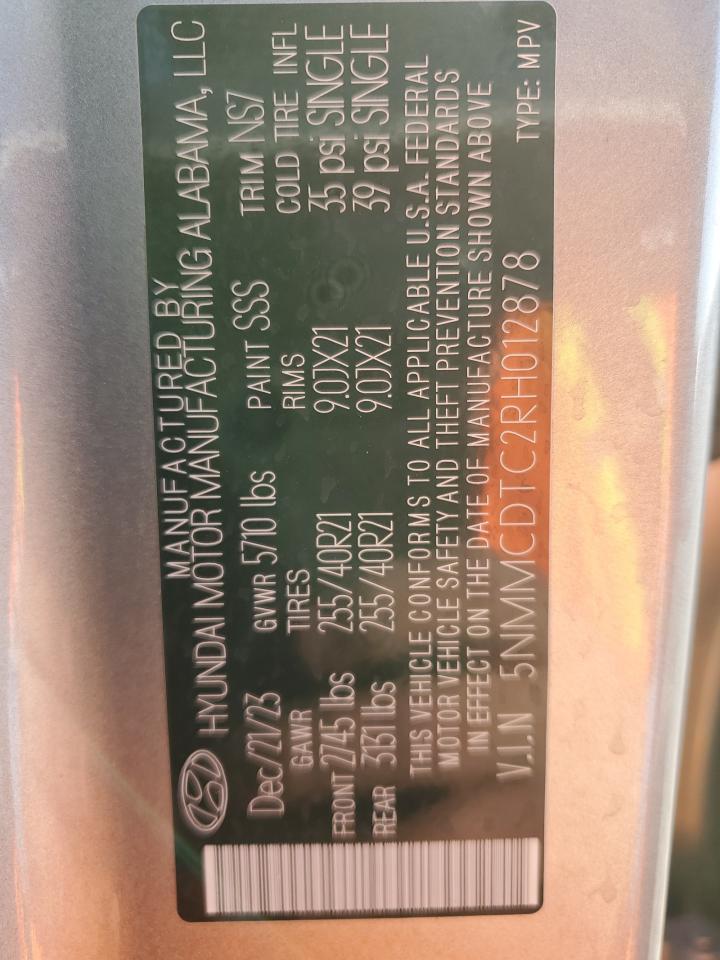 MANUFACTURED BY
HYUNDAI MOTOR MANUFACTURING ALABAMA, LLC
Dec/21/23 GVWR 5710 lbs PAINT SSS TRIM NS7
GAWR TIRES RIMS COLD TIRE INFL
FRONT 2745 lbs 255/40R21 9.0JX21 35 psi SINGLE
REAR 3131 lbs 255/40R21 9.0JX21 39 psi SINGLE
THIS VEHICLE CONFORMS TO ALL APPLICABLE U.S.A. FEDERAL
MOTOR VEHICLE SAFETY AND THEFT PREVENTION STANDARDS
IN EFFECT ON THE DATE OF MANUFACTURE SHOWN ABOVE
V.I.N 5NMMCDTC2RH012878 TYPE: MPV